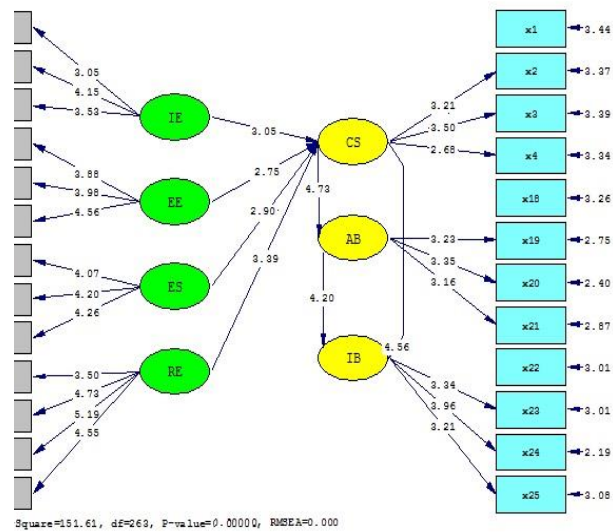 x1
3.44
x2
3.37
3.05
4.15
3.53
IE
3.05
3.21
3.50
2.68
x3
3.39
CS
x4
3.34
3.88
3.98
4.56
EE
2.75
4.73
x18
3.26
2.90
3.39
AB
3.23
3.35
3.16
x19
2.75
4.07
4.20
4.26
ES
4.20
x20
2.40
x21
2.87
3.50
4.73
5.19
4.55
RE
IB
4.56
3.34
3.96
3.21
x22
3.01
x23
3.01
x24
2.19
x25
3.08
Square=151.61, df=263, P-value=0.00000, RMSEA=0.000